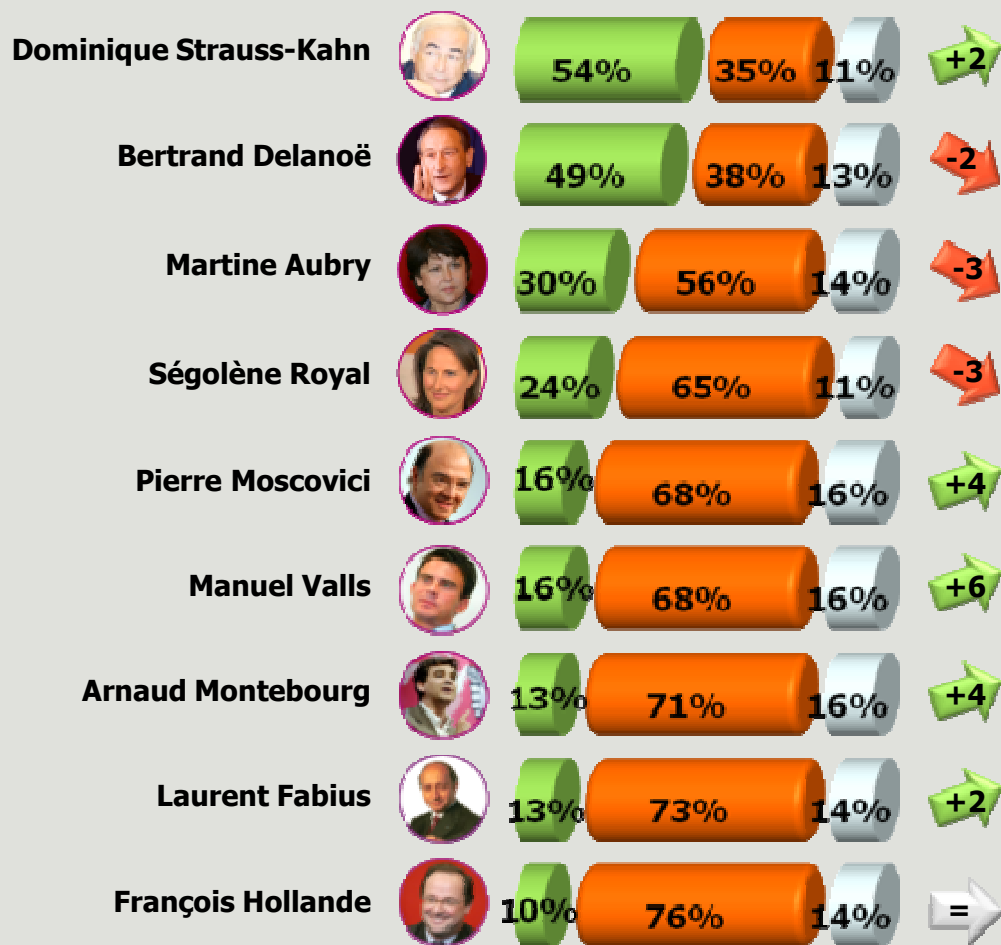 Dominique Strauss-Kahn 54% 35% 11% +2
Bertrand Delanoë 49% 38% 13% -2
Martine Aubry 30% 56% 14% -3
Ségolène Royal 24% 65% 11% -3
Pierre Moscovici 16% 68% 16% +4
Manuel Valls 16% 68% 16% +6
Arnaud Montebourg 13% 71% 16% +4
Laurent Fabius 13% 73% 14% +2
François Hollande 10% 76% 14% =